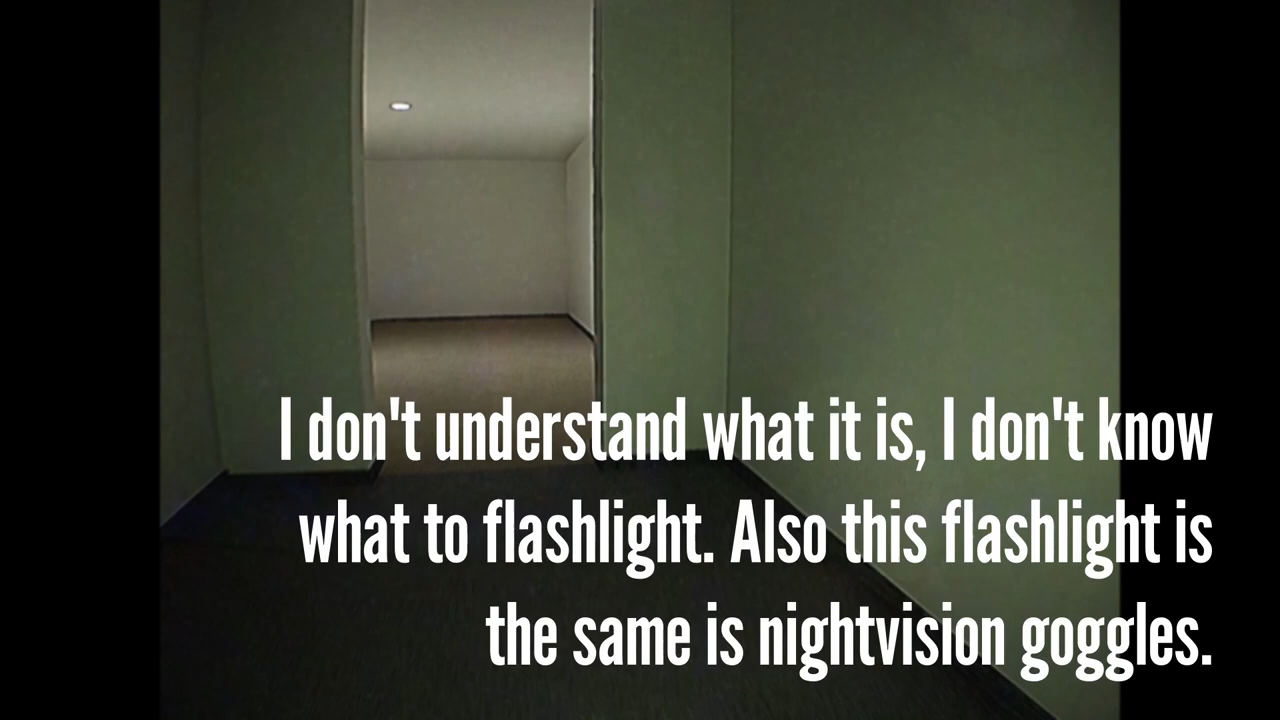 I don't understand what it is, I don't know
what to flashlight. Also this flashlight is
the same is nightvision goggles.